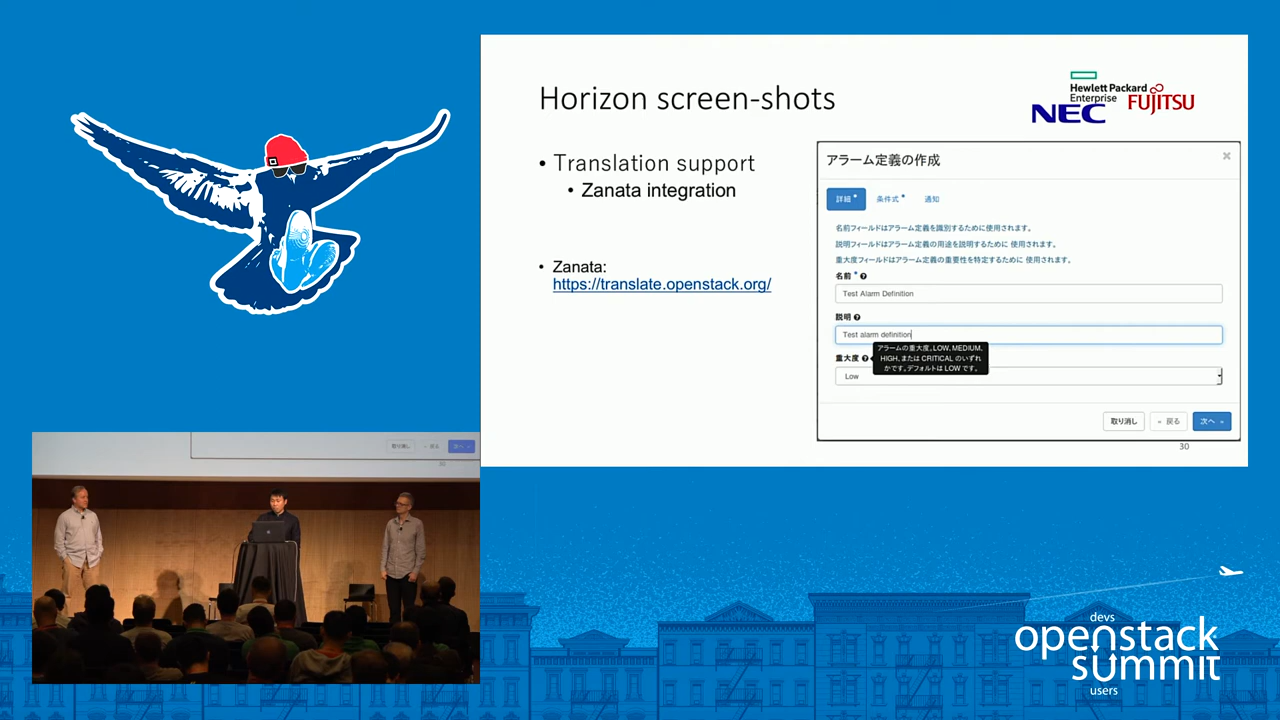 Horizon screen-shots
Hewlett Packard
Enterprise
NEC
FUJITSU
• Translation support
• Zanata integration
• Zanata:
https://translate.openstack.org/
アラーム定義の作成
×
詳細 *
条件式 *
通知
名前フィールドはアラーム定義を識別するために使用されます。
説明フィールドはアラーム定義の用途を説明するために 使用されます。
重大度フィールドはアラーム定義の重要性を特定するために 使用されます。
名前 *
Test Alarm Definition
説明
Test alarm definition
アラームの重大度。LOW, MEDIUM,
HIGH, または CRITICAL のいずれ
かです。デフォルトは LOW です。
重大度
Low
取り消し
« 戻る
次へ »
30
取り消し
« 戻る
次へ »
30
devs
openstack
summit
users